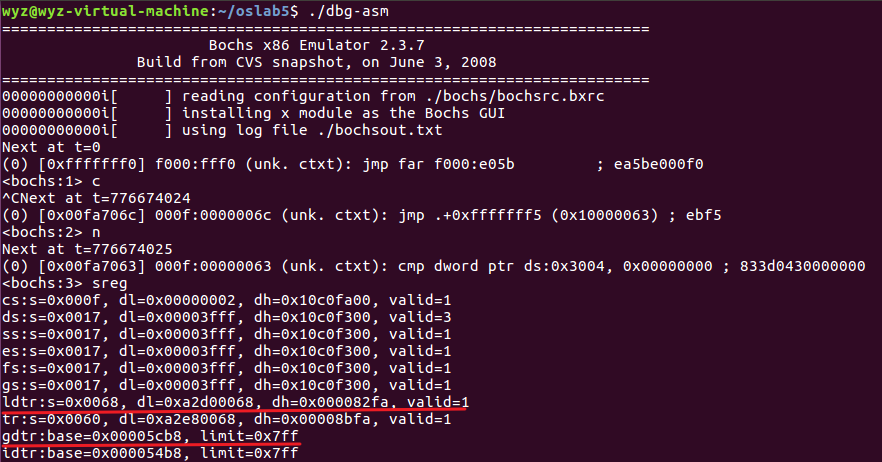 wyz@wyz-virtual-machine:~/oslab5$ ./dbg-asm
========================================================================
                       Bochs x86 Emulator 2.3.7
               Build from CVS snapshot, on June 3, 2008
========================================================================
00000000000i[     ] reading configuration from ./bochs/bochsrc.bxrc
00000000000i[     ] installing x module as the Bochs GUI
00000000000i[     ] using log file ./bochsout.txt
Next at t=0
(0) [0xfffffff0] f000:fff0 (unk. ctxt): jmp far f000:e05b         ; ea5be000f0
<bochs:1> c
^CNext at t=776674024
(0) [0x00fa706c] 000f:0000006c (unk. ctxt): jmp .+0xfffffff5 (0x10000063) ; ebf5
<bochs:2> n
Next at t=776674025
(0) [0x00fa7063] 000f:00000063 (unk. ctxt): cmp dword ptr ds:0x3004, 0x00000000 ; 833d0430000000
<bochs:3> sreg
cs:s=0x000f, dl=0x00000002, dh=0x10c0fa00, valid=1
ds:s=0x0017, dl=0x00003fff, dh=0x10c0f300, valid=3
ss:s=0x0017, dl=0x00003fff, dh=0x10c0f300, valid=1
es:s=0x0017, dl=0x00003fff, dh=0x10c0f300, valid=1
fs:s=0x0017, dl=0x00003fff, dh=0x10c0f300, valid=1
gs:s=0x0017, dl=0x00003fff, dh=0x10c0f300, valid=1
ldtr:s=0x0068, dl=0xa2d00068, dh=0x000082fa, valid=1
tr:s=0x0060, dl=0xa2e80068, dh=0x00008bfa, valid=1
gdtr:base=0x00005cb8, limit=0x7ff
idtr:base=0x000054b8, limit=0x7ff